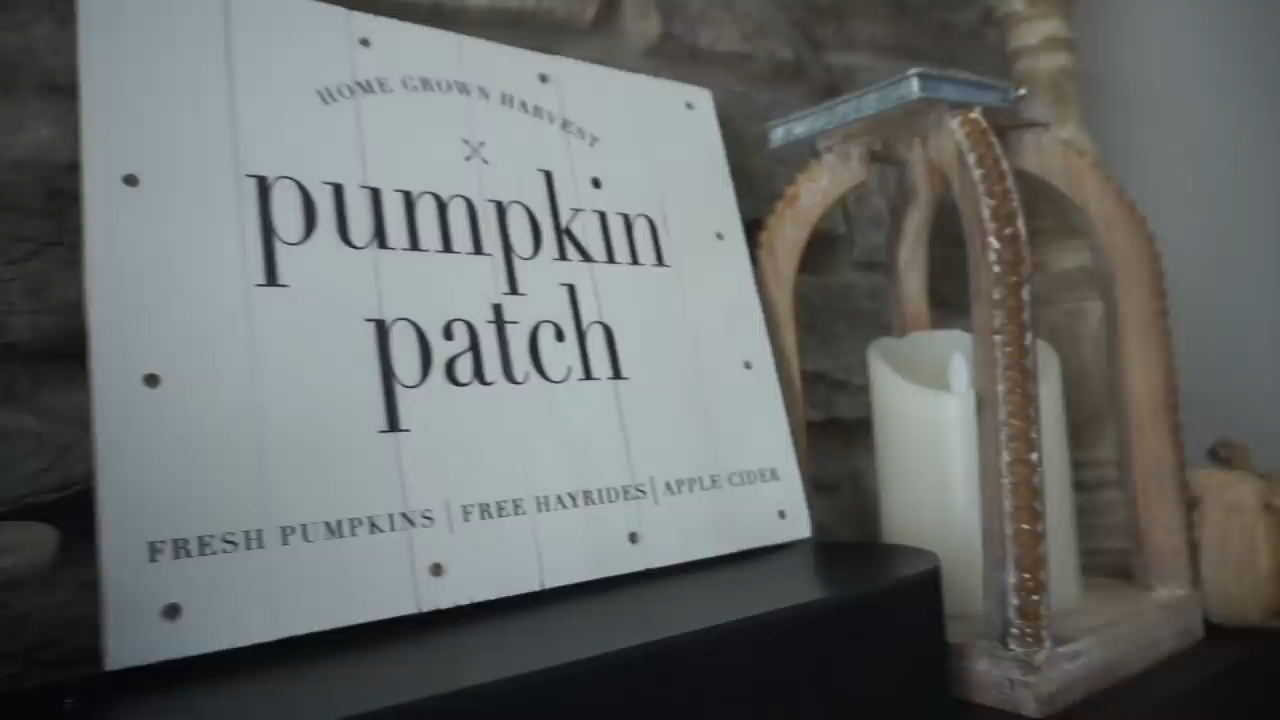 HOME GROWN HARVEST
pumpkin
patch
FRESH PUMPKINS | FREE HAYRIDES | APPLE CIDER